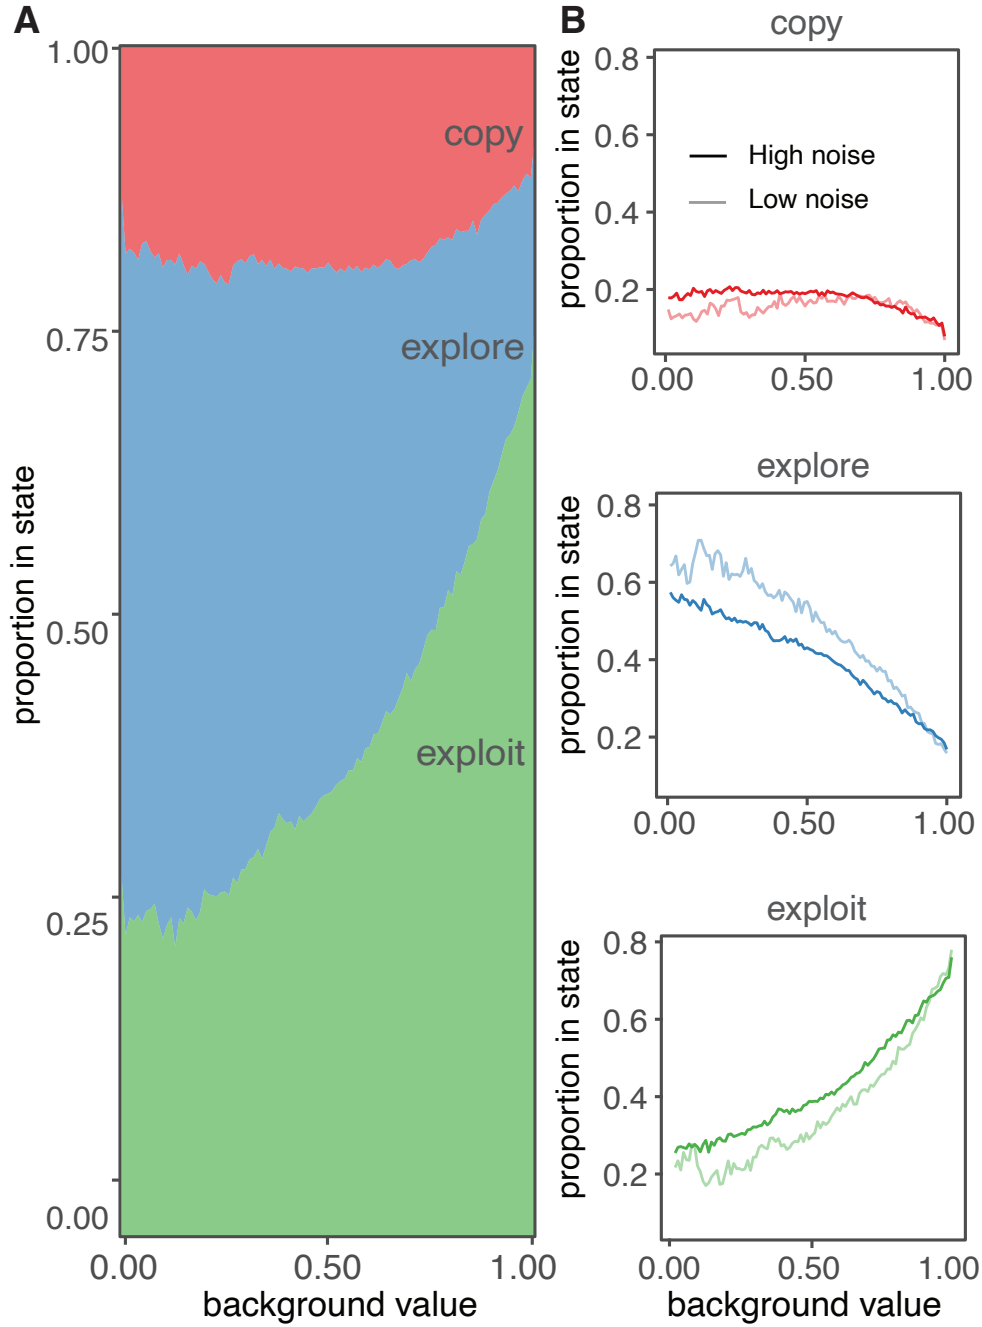 A
1.00
0.75
0.50
0.25
0.00
proportion in state
copy
explore
exploit
0.00 0.50 1.00
background value
B
copy
0.8
0.6
0.4
0.2
proportion in state
High noise
Low noise
0.00 0.50 1.00
explore
0.8
0.6
0.4
0.2
proportion in state
0.00 0.50 1.00
exploit
0.8
0.6
0.4
0.2
proportion in state
0.00 0.50 1.00
background value